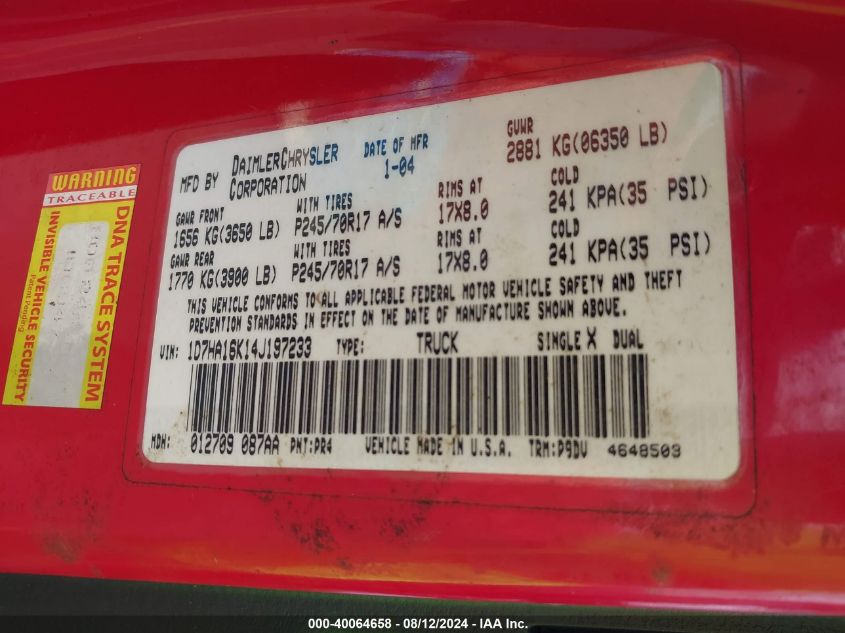 MFD BY DAIMLERCHRYSLER CORPORATION DATE OF MFR 1-04 GVWR 2881 KG(06350 LB)
GAWR FRONT WITH TIRES RIMS AT COLD
1656 KG(3650 LB) P245/70R17 A/S 17X8.0 241 KPA(35 PSI)
GAWR REAR WITH TIRES RIMS AT COLD
1770 KG(3900 LB) P245/70R17 A/S 17X8.0 241 KPA(35 PSI)
THIS VEHICLE CONFORMS TO ALL APPLICABLE FEDERAL MOTOR VEHICLE SAFETY AND THEFT
PREVENTION STANDARDS IN EFFECT ON THE DATE OF MANUFACTURE SHOWN ABOVE.
VIN: 1D7HA16K14J197233 TYPE: TRUCK SINGLE X DUAL
MDH: 012709 087AA PNT:PR4 VEHICLE MADE IN U.S.A. TRM:P9DV 4648503
WARNING
TRACEABLE
DNA TRACE SYSTEM
INVISIBLE VEHICLE SECURITY
Patent Pending
000-40064658 - 08/12/2024 - IAA Inc.